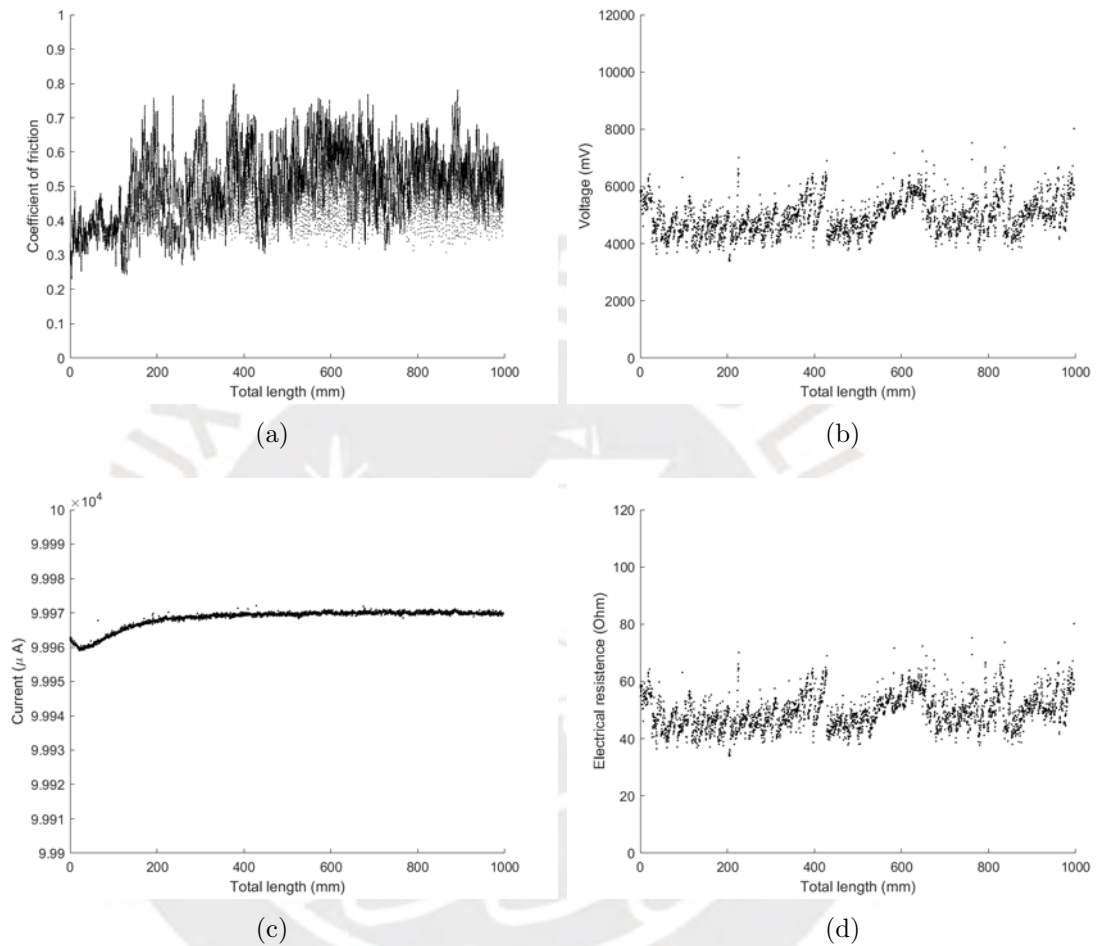 1
0.9
0.8
0.7
0.6
0.5
0.4
0.3
0.2
0.1
0
Coefficient of friction
0 200 400 600 800 1000
Total length (mm)
(a)
12000
10000
8000
6000
4000
2000
0
Voltage (mV)
0 200 400 600 800 1000
Total length (mm)
(b)
×10⁴
10
9.999
9.998
9.997
9.996
9.995
9.994
9.993
9.992
9.991
9.99
Current (μ A)
0 200 400 600 800 1000
Total length (mm)
(c)
120
100
80
60
40
20
0
Electrical resistence (Ohm)
0 200 400 600 800 1000
Total length (mm)
(d)